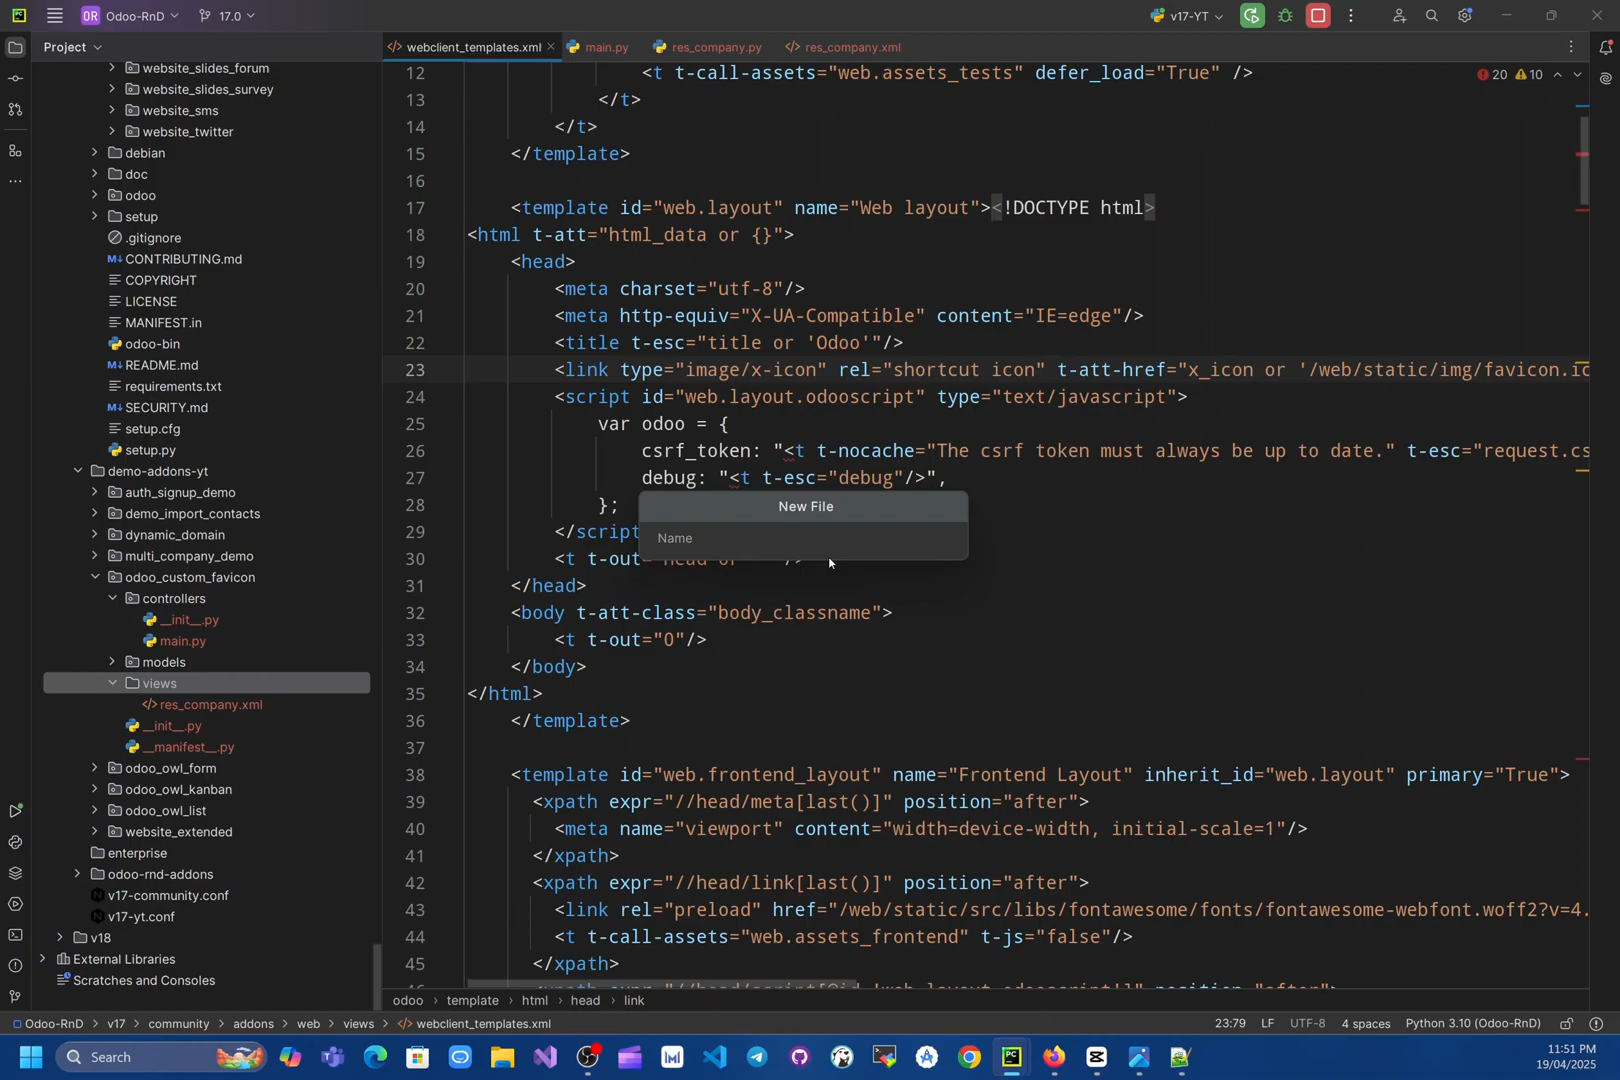 OR Odoo-RnD 17.0 v17-YT
Project
webclient_templates.xml main.py res_company.py res_company.xml
website_slides_forum
website_slides_survey
website_sms
website_twitter
debian
doc
odoo
setup
.gitignore
M↓ CONTRIBUTING.md
COPYRIGHT
LICENSE
MANIFEST.in
odoo-bin
M↓ README.md
requirements.txt
M↓ SECURITY.md
setup.cfg
setup.py
demo-addons-yt
auth_signup_demo
demo_import_contacts
dynamic_domain
multi_company_demo
odoo_custom_favicon
controllers
__init__.py
main.py
models
views
res_company.xml
__init__.py
__manifest__.py
odoo_owl_form
odoo_owl_kanban
odoo_owl_list
website_extended
enterprise
odoo-rnd-addons
v17-community.conf
v17-yt.conf
v18
External Libraries
Scratches and Consoles
20 10
12 <t t-call-assets="web.assets_tests" defer_load="True" />
13 </t>
14 </t>
15 </template>
16
17 <template id="web.layout" name="Web layout"><!DOCTYPE html>
18 <html t-att="html_data or {}">
19 <head>
20 <meta charset="utf-8"/>
21 <meta http-equiv="X-UA-Compatible" content="IE=edge"/>
22 <title t-esc="title or 'Odoo'"/>
23 <link type="image/x-icon" rel="shortcut icon" t-att-href="x_icon or '/web/static/img/favicon.ic
24 <script id="web.layout.odooscript" type="text/javascript">
25 var odoo = {
26 csrf_token: "<t t-nocache="The csrf token must always be up to date." t-esc="request.cs
27 debug: "<t t-esc="debug"/>",
28 };
29 </script
30 <t t-out="head or '' "/>
31 </head>
32 <body t-att-class="body_classname">
33 <t t-out="0"/>
34 </body>
35 </html>
36 </template>
37
38 <template id="web.frontend_layout" name="Frontend Layout" inherit_id="web.layout" primary="True">
39 <xpath expr="//head/meta[last()]" position="after">
40 <meta name="viewport" content="width=device-width, initial-scale=1"/>
41 </xpath>
42 <xpath expr="//head/link[last()]" position="after">
43 <link rel="preload" href="/web/static/src/libs/fontawesome/fonts/fontawesome-webfont.woff2?v=4.
44 <t t-call-assets="web.assets_frontend" t-js="false"/>
45 </xpath>
New File
Name
odoo › template › html › head › link
Odoo-RnD › v17 › community › addons › web › views › webclient_templates.xml 23:79 LF UTF-8 4 spaces Python 3.10 (Odoo-RnD)
Search
11:51 PM
19/04/2025